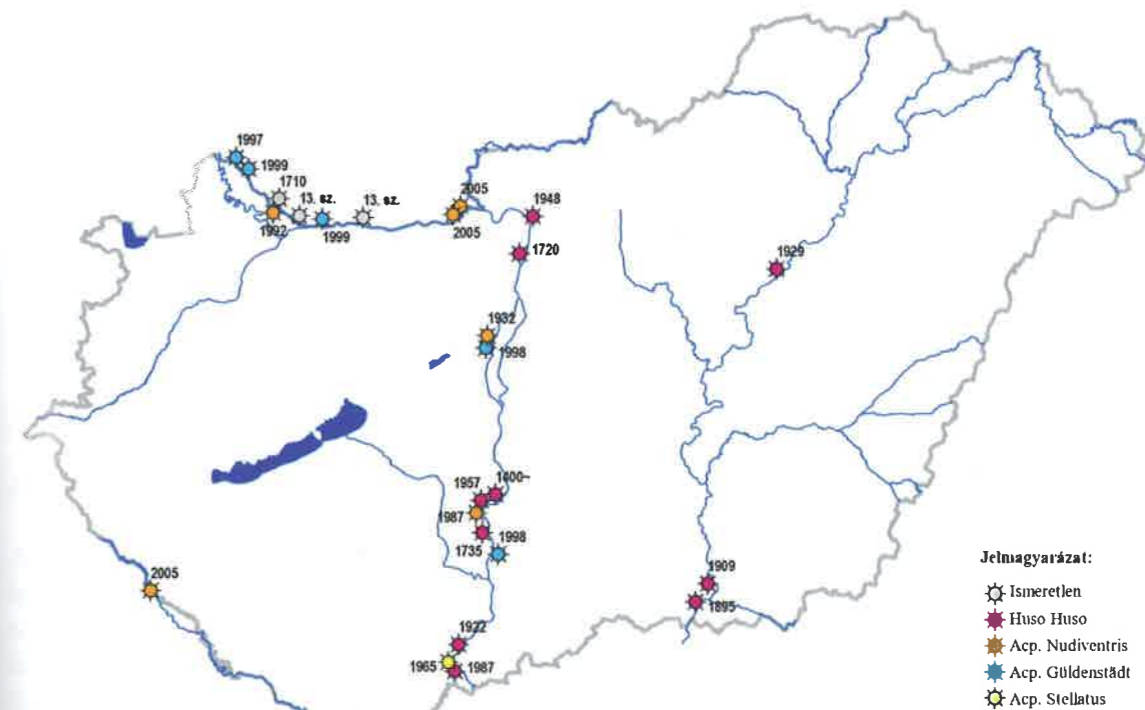 1997
1999
1710
13. sz.
13. sz.
1992
1999
2005
2005
1948
1720
1929
1932
1998
1957
1400~
1987
1735
1998
2005
1909
1895
1922
1965
1987
Jelmagyarázat:
Ismeretlen
Huso Huso
Acp. Nudiventris
Acp. Güldenstädt
Acp. Stellatus